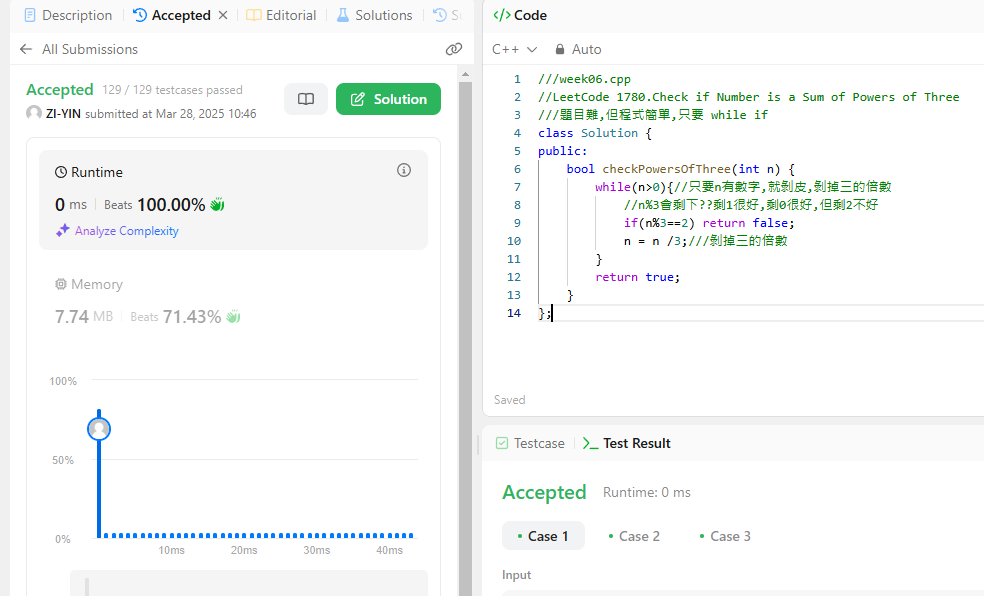 Description
Accepted
Editorial
Solutions
Su
All Submissions
Accepted 129 / 129 testcases passed
ZI-YIN submitted at Mar 28, 2025 10:46
Solution
Runtime
0 ms Beats 100.00%
Analyze Complexity
Memory
7.74 MB Beats 71.43%
100%
50%
0%
10ms 20ms 30ms 40ms
</> Code
C++ Auto
1 ///week06.cpp
2 //LeetCode 1780.Check if Number is a Sum of Powers of Three
3 ///題目難,但程式簡單,只要 while if
4 class Solution {
5 public:
6 bool checkPowersOfThree(int n) {
7 while(n>0){//只要n有數字,就剝皮,剝掉三的倍數
8 //n%3會剩下??剩1很好,剩0很好,但剩2不好
9 if(n%3==2) return false;
10 n = n /3;///剝掉三的倍數
11 }
12 return true;
13 }
14 };
Saved
Testcase
Test Result
Accepted Runtime: 0 ms
Case 1 Case 2 Case 3
Input